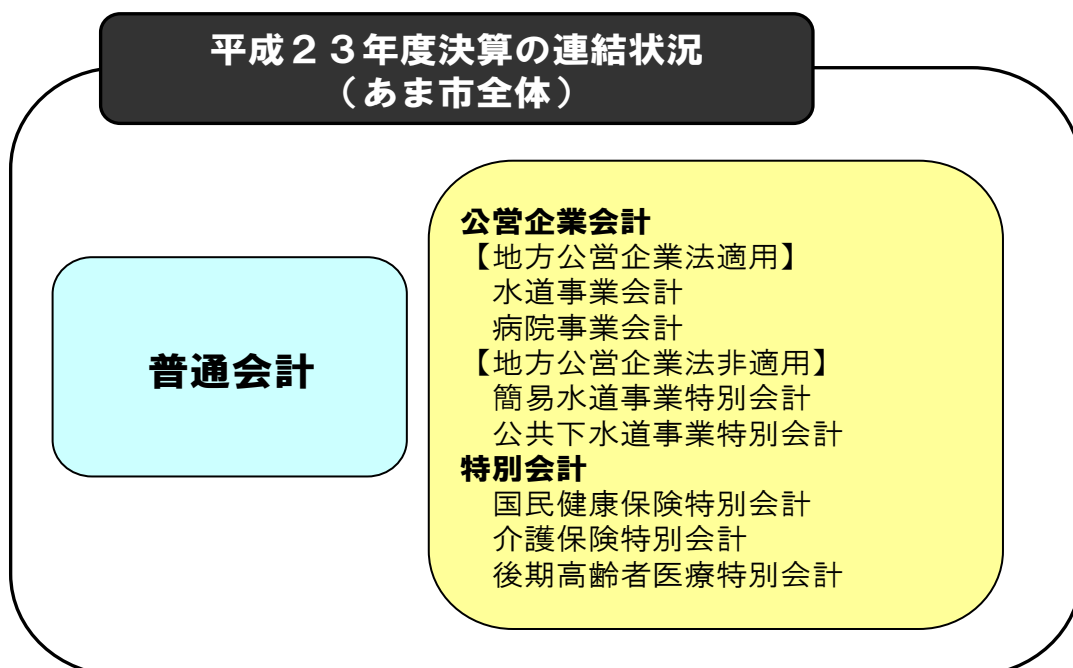 平成２３年度決算の連結状況
（あま市全体）
普通会計
公営企業会計
【地方公営企業法適用】
水道事業会計
病院事業会計
【地方公営企業法非適用】
簡易水道事業特別会計
公共下水道事業特別会計
特別会計
国民健康保険特別会計
介護保険特別会計
後期高齢者医療特別会計